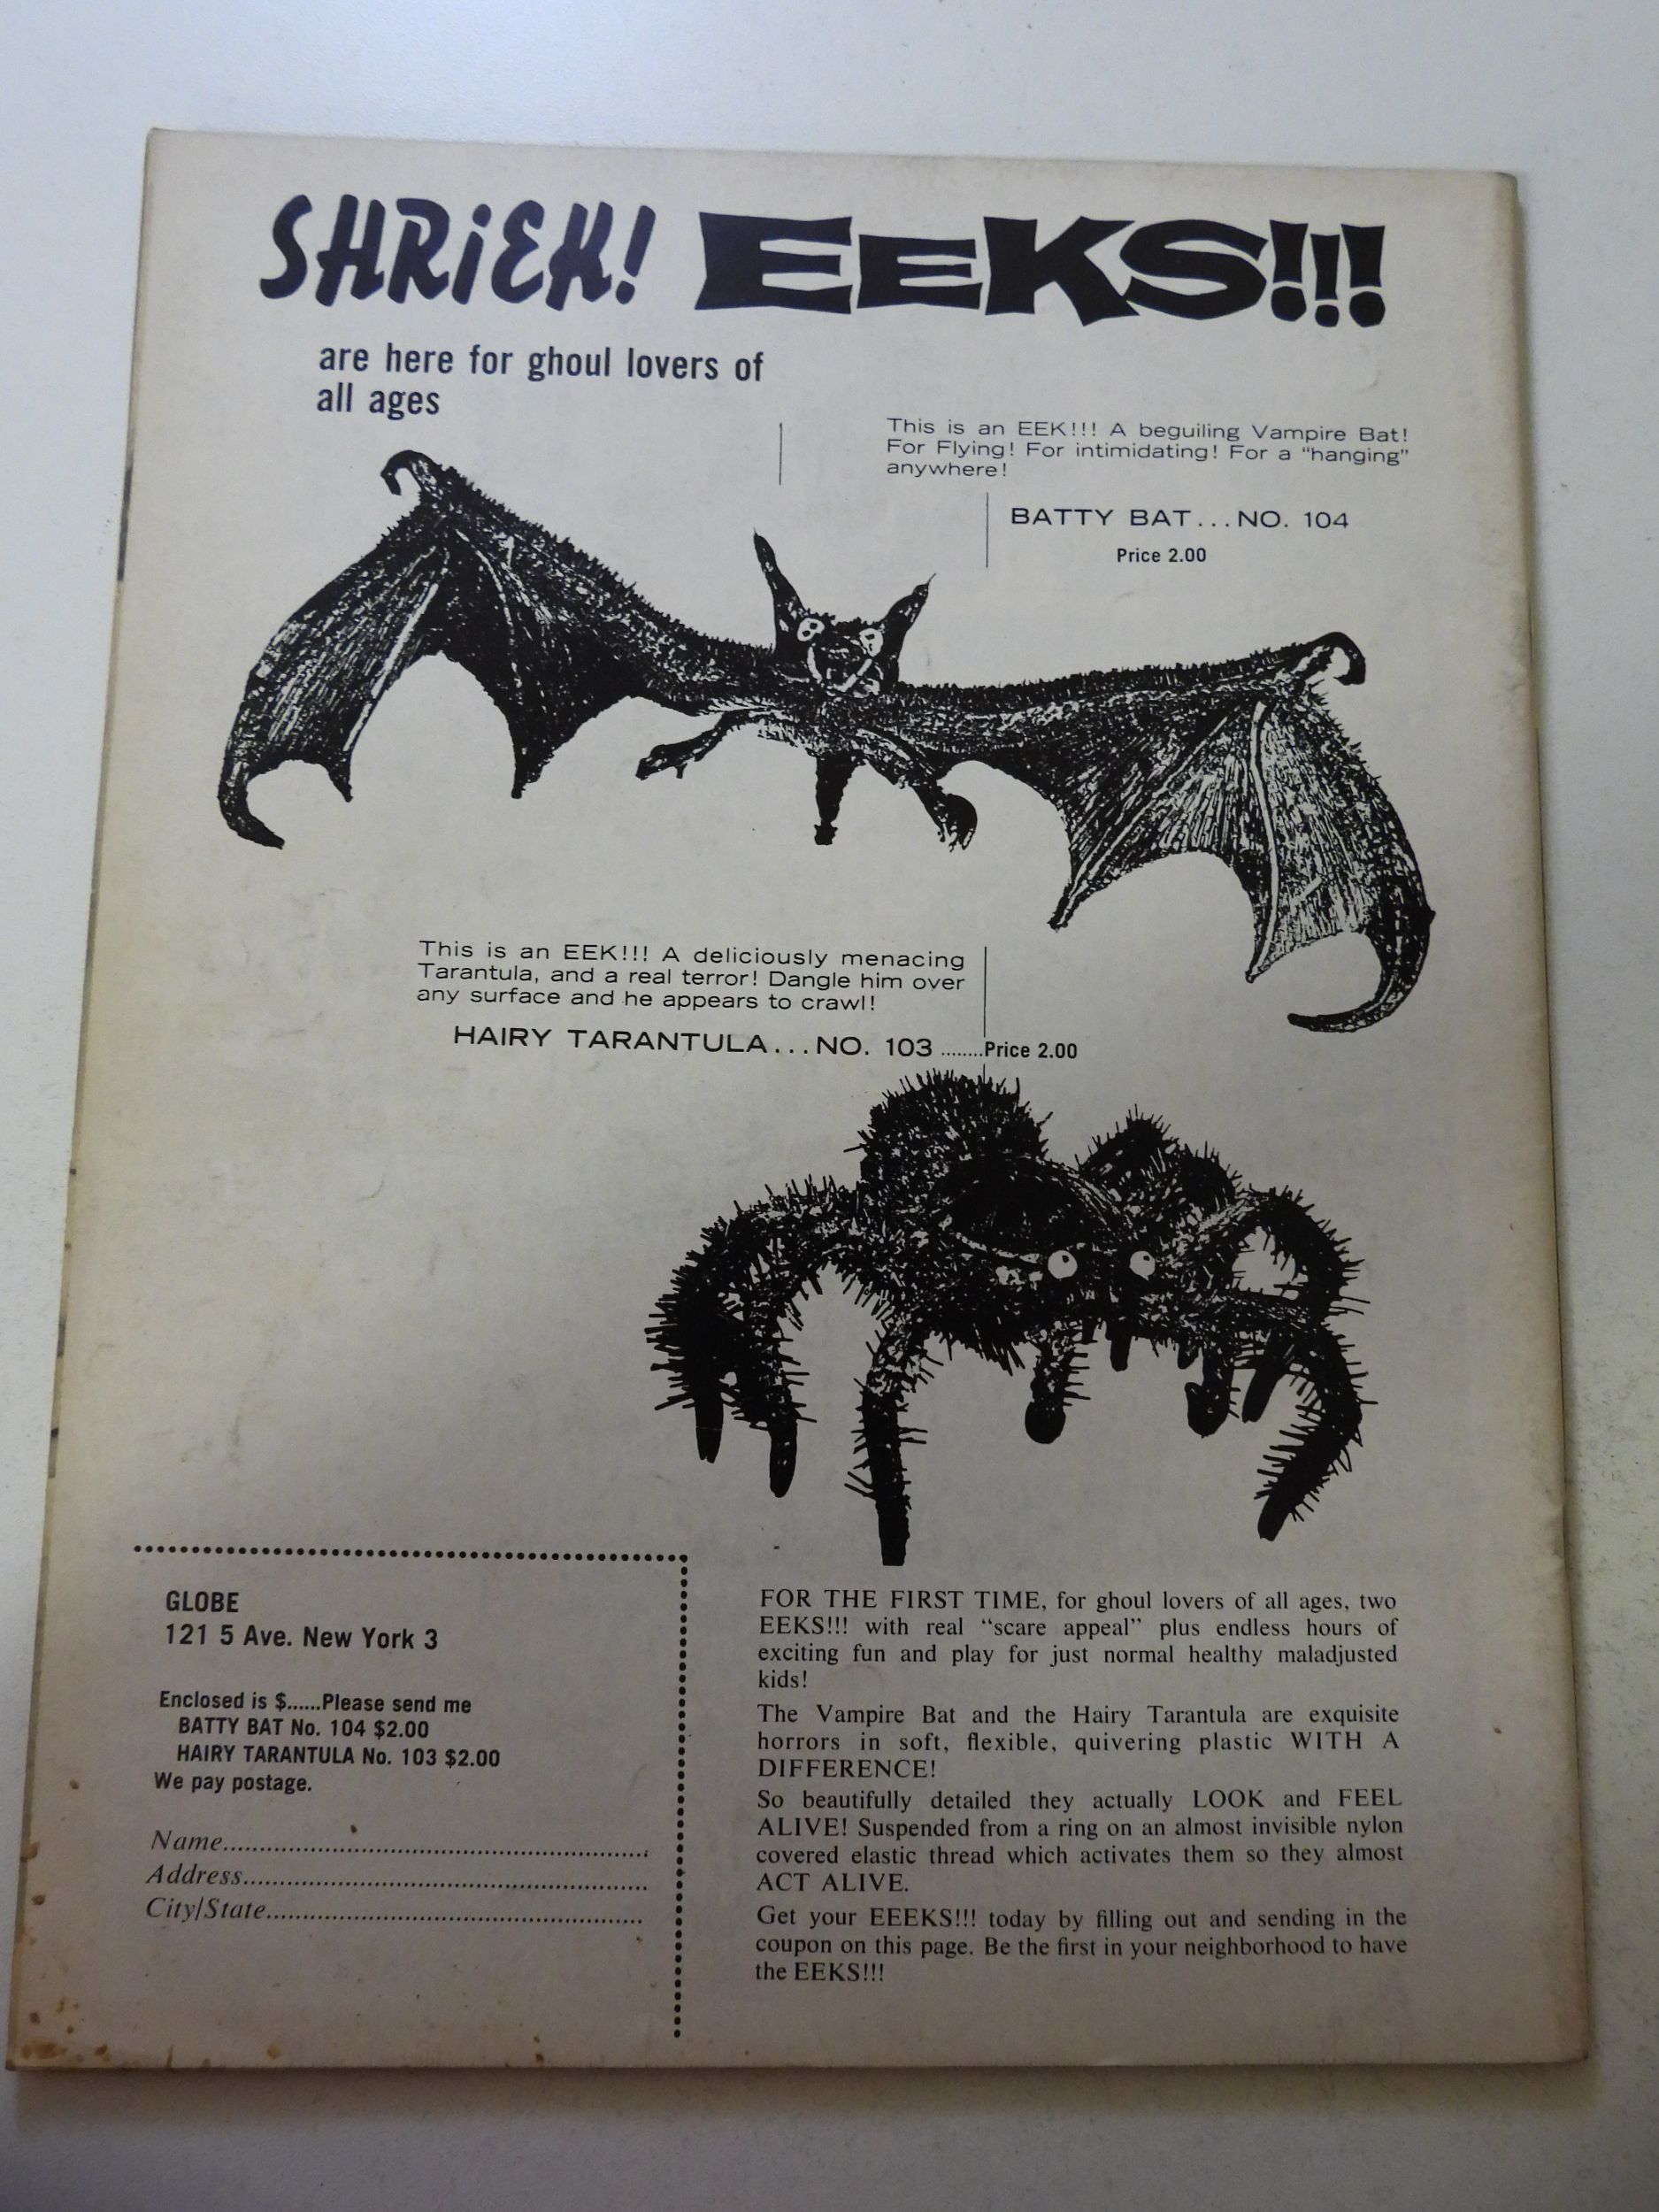 SHRiEK! EEKS!!!
are here for ghoul lovers of
all ages
This is an EEK!!! A beguiling Vampire Bat!
For Flying! For intimidating! For a "hanging"
anywhere!
BATTY BAT...NO. 104
Price 2.00
This is an EEK!!! A deliciously menacing
Tarantula, and a real terror! Dangle him over
any surface and he appears to crawl!
HAIRY TARANTULA...NO. 103 ........Price 2.00
GLOBE
121 5 Ave. New York 3
Enclosed is $......Please send me
BATTY BAT No. 104 $2.00
HAIRY TARANTULA No. 103 $2.00
We pay postage.
Name..........................................................
Address.......................................................
City/State....................................................
FOR THE FIRST TIME, for ghoul lovers of all ages, two
EEKS!!! with real "scare appeal" plus endless hours of
exciting fun and play for just normal healthy maladjusted
kids!
The Vampire Bat and the Hairy Tarantula are exquisite
horrors in soft, flexible, quivering plastic WITH A
DIFFERENCE!
So beautifully detailed they actually LOOK and FEEL
ALIVE! Suspended from a ring on an almost invisible nylon
covered elastic thread which activates them so they almost
ACT ALIVE.
Get your EEEKS!!! today by filling out and sending in the
coupon on this page. Be the first in your neighborhood to have
the EEKS!!!